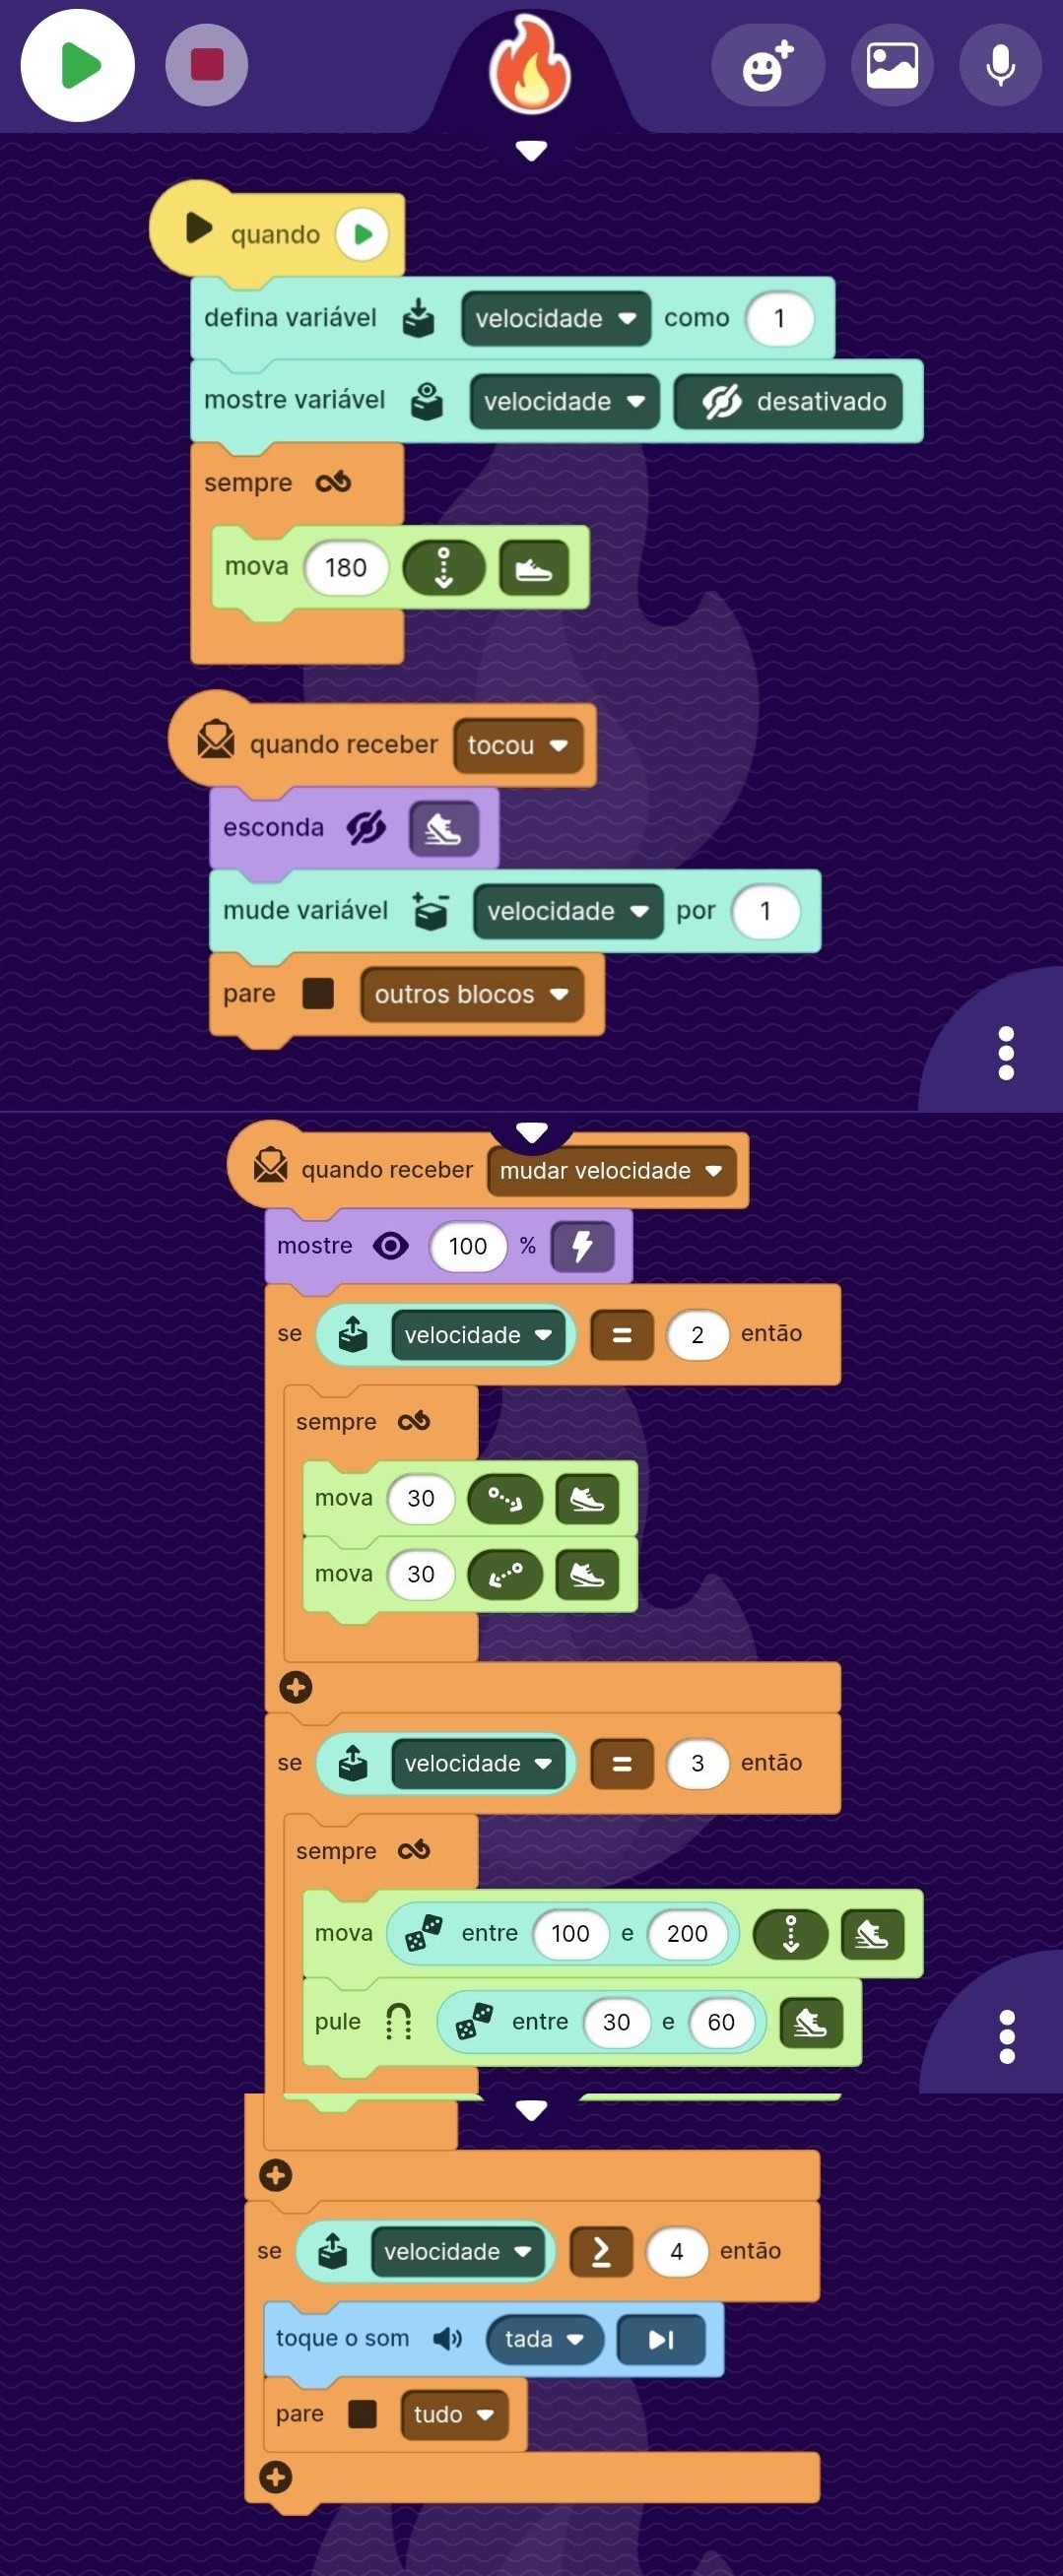 quando
defina variável velocidade como 1
mostre variável velocidade desativado
sempre
mova 180
quando receber tocou
esconda
mude variável velocidade por 1
pare outros blocos
quando receber mudar velocidade
mostre 100 %
se velocidade = 2 então
sempre
mova 30
mova 30
se velocidade = 3 então
sempre
mova entre 100 e 200
pule entre 30 e 60
se velocidade ≥ 4 então
toque o som tada
pare tudo